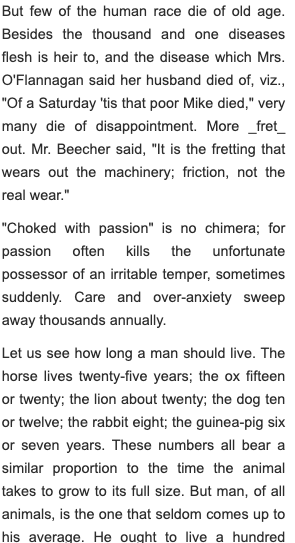 But few of the human race die of old age.
Besides the thousand and one diseases
flesh is heir to, and the disease which Mrs.
O'Flannagan said her husband died of, viz.,
"Of a Saturday 'tis that poor Mike died," very
many die of disappointment. More _fret_
out. Mr. Beecher said, "It is the fretting that
wears out the machinery; friction, not the
real wear."
"Choked with passion" is no chimera; for
passion often kills the unfortunate
possessor of an irritable temper, sometimes
suddenly. Care and over-anxiety sweep
away thousands annually.
Let us see how long a man should live. The
horse lives twenty-five years; the ox fifteen
or twenty; the lion about twenty; the dog ten
or twelve; the rabbit eight; the guinea-pig six
or seven years. These numbers all bear a
similar proportion to the time the animal
takes to grow to its full size. But man, of all
animals, is the one that seldom comes up to
his average. He ought to live a hundred